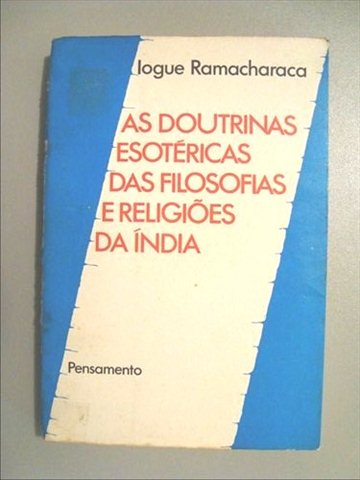 Iogue Ramacharaca
AS DOUTRINAS
ESOTÉRICAS
DAS FILOSOFIAS
E RELIGIÕES
DA ÍNDIA
Pensamento